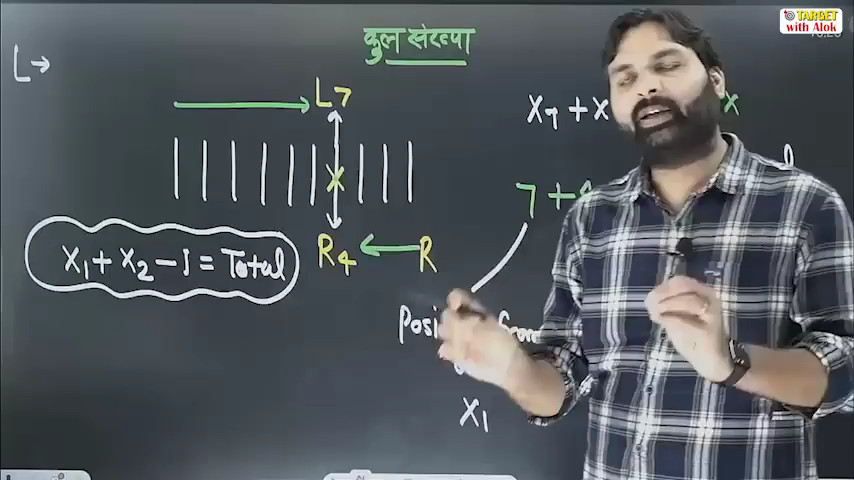 कुल संख्या
TARGET
with Alok
L→
L7
X
R4 ← R
X₁ + X₂ - 1 = Total
X₇ + X
X
7 +
X₁